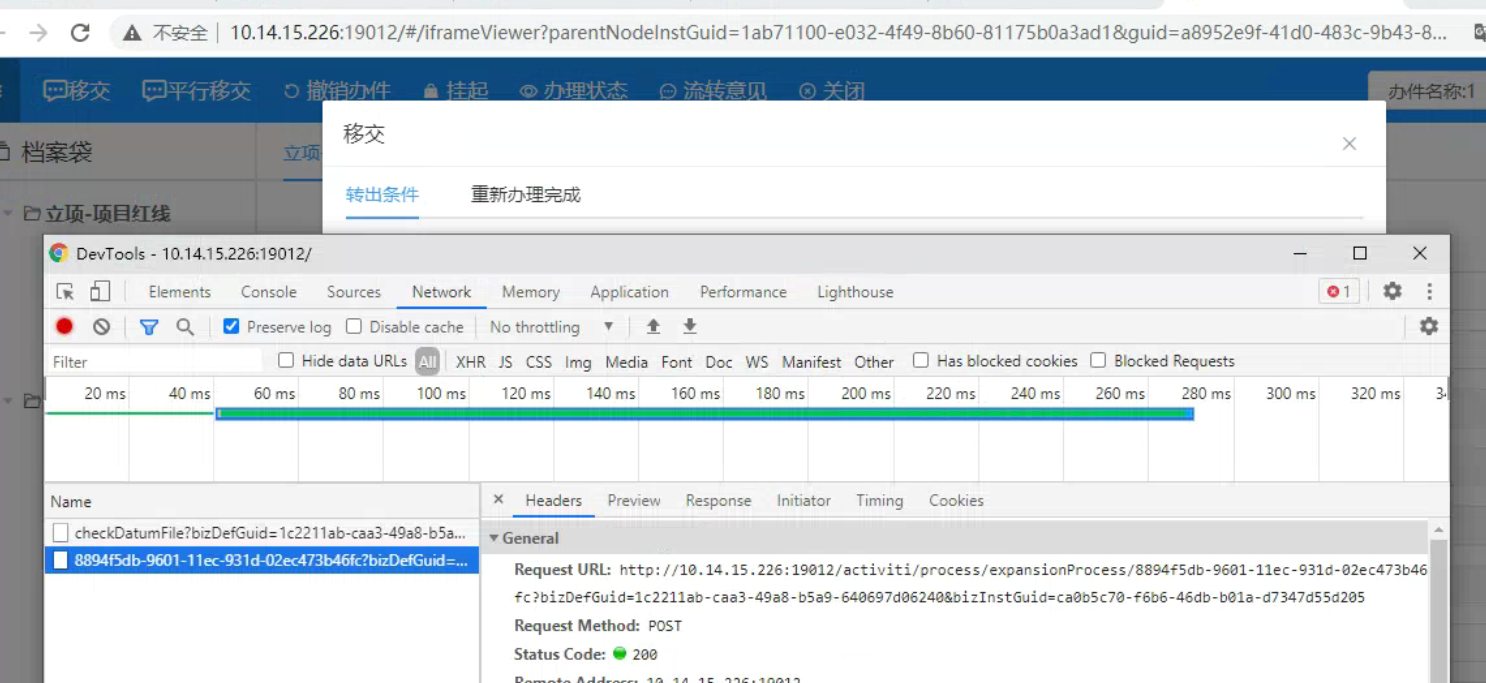 不安全 10.14.15.226:19012/#/iframeViewer?parentNodeInstGuid=1ab71100-e032-4f49-8b60-81175b0a3ad1&guid=a8952e9f-41d0-483c-9b43-8...
移交 平行移交 撤销办件 挂起 办理状态 流转意见 关闭 办件名称:1
移交
档案袋 立项
转出条件 重新办理完成
立项-项目红线
DevTools - 10.14.15.226:19012/
Elements Console Sources Network Memory Application Performance Lighthouse 1
Preserve log Disable cache No throttling
Filter Hide data URLs All XHR JS CSS Img Media Font Doc WS Manifest Other Has blocked cookies Blocked Requests
20 ms 40 ms 60 ms 80 ms 100 ms 120 ms 140 ms 160 ms 180 ms 200 ms 220 ms 240 ms 260 ms 280 ms 300 ms 320 ms
Name Headers Preview Response Initiator Timing Cookies
checkDatumFile?bizDefGuid=1c2211ab-caa3-49a8-b5a...
8894f5db-9601-11ec-931d-02ec473b46fc?bizDefGuid=...
General
Request URL: http://10.14.15.226:19012/activiti/process/expansionProcess/8894f5db-9601-11ec-931d-02ec473b46
fc?bizDefGuid=1c2211ab-caa3-49a8-b5a9-640697d06240&bizInstGuid=ca0b5c70-f6b6-46db-b01a-d7347d55d205
Request Method: POST
Status Code: 200
Remote Address: 10.14.15.226:19012